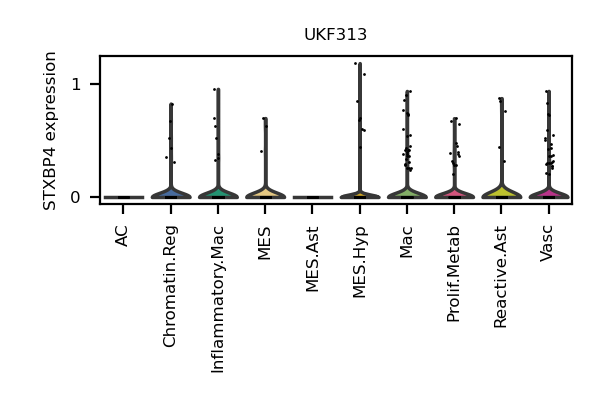 UKF313
STXBP4 expression
1
0
AC
Chromatin.Reg
Inflammatory.Mac
MES
MES.Ast
MES.Hyp
Mac
Prolif.Metab
Reactive.Ast
Vasc